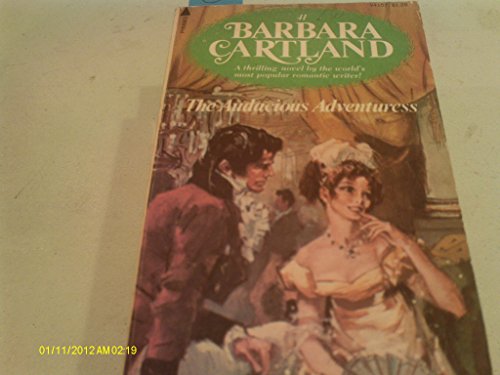 41
BARBARA
CARTLAND
A thrilling novel by the world's
most popular romantic writer!
The Audacious Adventuress
01/11/2012 AM 02:19